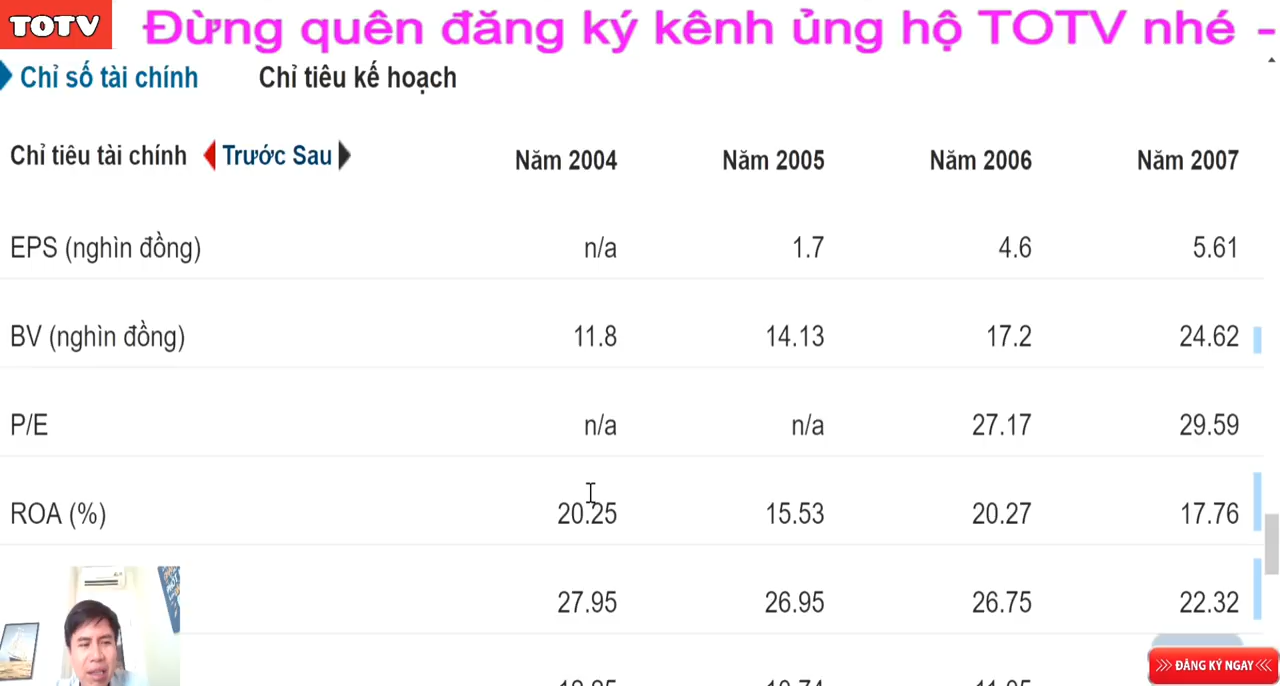 TOTV
Đừng quên đăng ký kênh ủng hộ TOTV nhé -
Chỉ số tài chính Chỉ tiêu kế hoạch
Chỉ tiêu tài chính Trước Sau Năm 2004 Năm 2005 Năm 2006 Năm 2007
EPS (nghìn đồng) n/a 1.7 4.6 5.61
BV (nghìn đồng) 11.8 14.13 17.2 24.62
P/E n/a n/a 27.17 29.59
ROA (%) 20.25 15.53 20.27 17.76
27.95 26.95 26.75 22.32
ĐĂNG KÝ NGAY